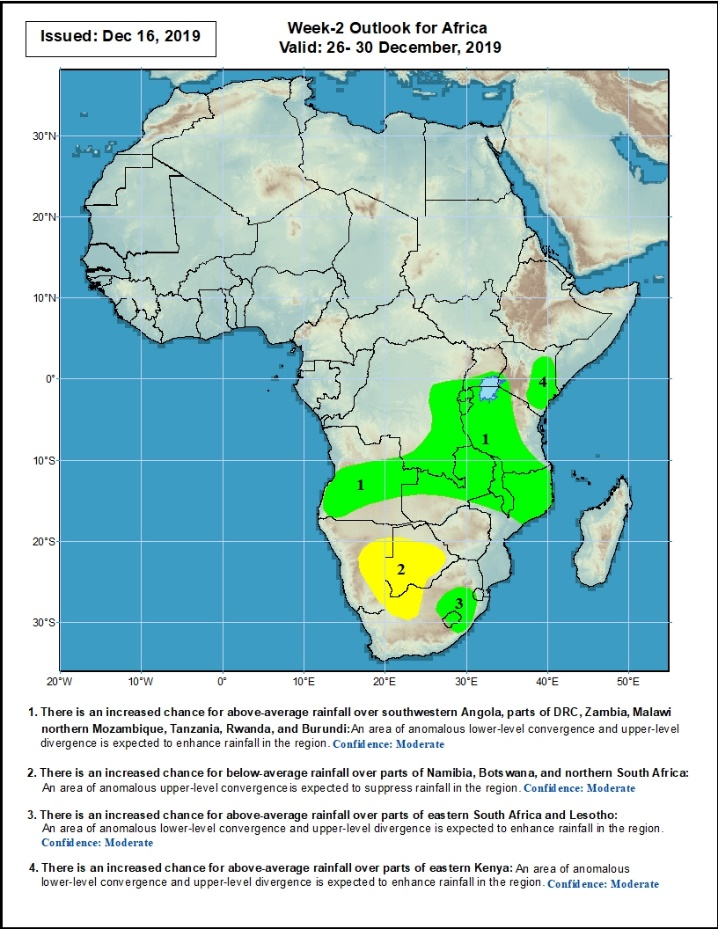 Issued: Dec 16, 2019
Week-2 Outlook for Africa
Valid: 26- 30 December, 2019
30°N
20°N
10°N
0°
10°S
20°S
30°S
4
1
1
2
3
20°W
10°W
0°
10°E
20°E
30°E
40°E
50°E
1. There is an increased chance for above-average rainfall over southwestern Angola, parts of DRC, Zambia, Malawi
northern Mozambique, Tanzania, Rwanda, and Burundi:An area of anomalous lower-level convergence and upper-level
divergence is expected to enhance rainfall in the region. Confidence: Moderate
2. There is an increased chance for below-average rainfall over parts of Namibia, Botswana, and northern South Africa:
An area of anomalous upper-level convergence is expected to suppress rainfall in the region. Confidence: Moderate
3. There is an increased chance for above-average rainfall over parts of eastern South Africa and Lesotho:
An area of anomalous lower-level convergence and upper-level divergence is expected to enhance rainfall in the region.
Confidence: Moderate
4. There is an increased chance for above-average rainfall over parts of eastern Kenya: An area of anomalous
lower-level convergence and upper-level divergence is expected to enhance rainfall in the region. Confidence: Moderate